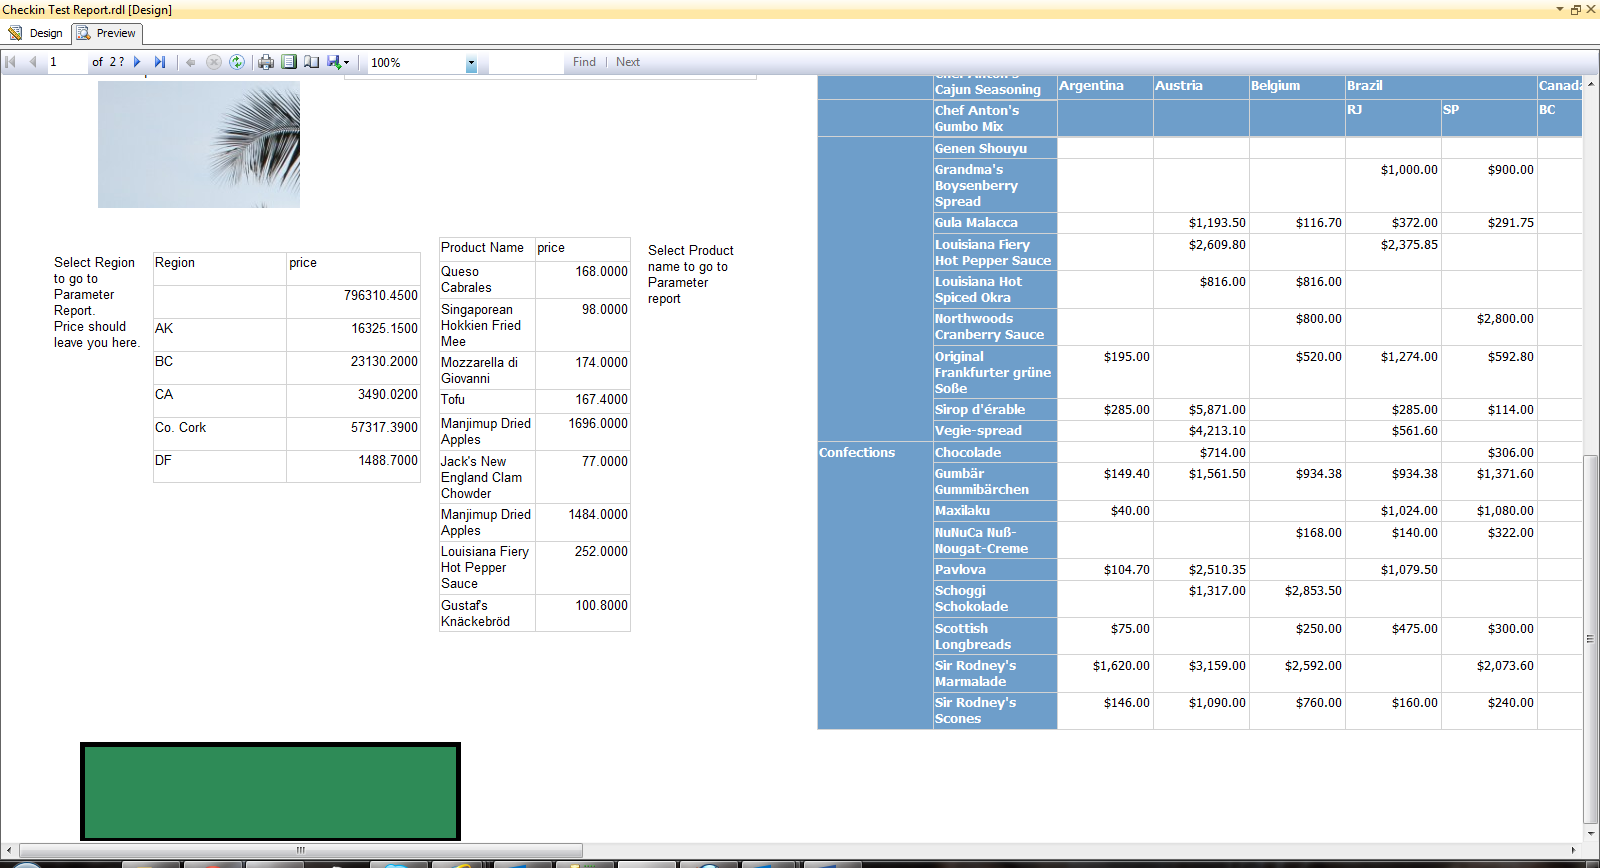 Checkin Test Report.rdl [Design]
Design Preview
1 of 2 ? 100% Find | Next
Select Region
to go to
Parameter
Report.
Price should
leave you here.
Region price
796310.4500
AK 16325.1500
BC 23130.2000
CA 3490.0200
Co. Cork 57317.3900
DF 1488.7000
Product Name price
Queso 168.0000
Cabrales
Singaporean 98.0000
Hokkien Fried
Mee
Mozzarella di 174.0000
Giovanni
Tofu 167.4000
Manjimup Dried 1696.0000
Apples
Jack's New 77.0000
England Clam
Chowder
Manjimup Dried 1484.0000
Apples
Louisiana Fiery 252.0000
Hot Pepper
Sauce
Gustaf's 100.8000
Knäckebröd
Select Product
name to go to
Parameter
report
Chef Anton's
Cajun Seasoning Argentina Austria Belgium Brazil Canada
Chef Anton's RJ SP BC
Gumbo Mix
Genen Shouyu
Grandma's $1,000.00 $900.00
Boysenberry
Spread
Gula Malacca $1,193.50 $116.70 $372.00 $291.75
Louisiana Fiery $2,609.80 $2,375.85
Hot Pepper Sauce
Louisiana Hot $816.00 $816.00
Spiced Okra
Northwoods $800.00 $2,800.00
Cranberry Sauce
Original $195.00 $520.00 $1,274.00 $592.80
Frankfurter grüne
Soße
Sirop d'érable $285.00 $5,871.00 $285.00 $114.00
Vegie-spread $4,213.10 $561.60
Confections Chocolade $714.00 $306.00
Gumbär $149.40 $1,561.50 $934.38 $934.38 $1,371.60
Gummibärchen
Maxilaku $40.00 $1,024.00 $1,080.00
NuNuCa Nuß- $168.00 $140.00 $322.00
Nougat-Creme
Pavlova $104.70 $2,510.35 $1,079.50
Schoggi $1,317.00 $2,853.50
Schokolade
Scottish $75.00 $250.00 $475.00 $300.00
Longbreads
Sir Rodney's $1,620.00 $3,159.00 $2,592.00 $2,073.60
Marmalade
Sir Rodney's $146.00 $1,090.00 $760.00 $160.00 $240.00
Scones